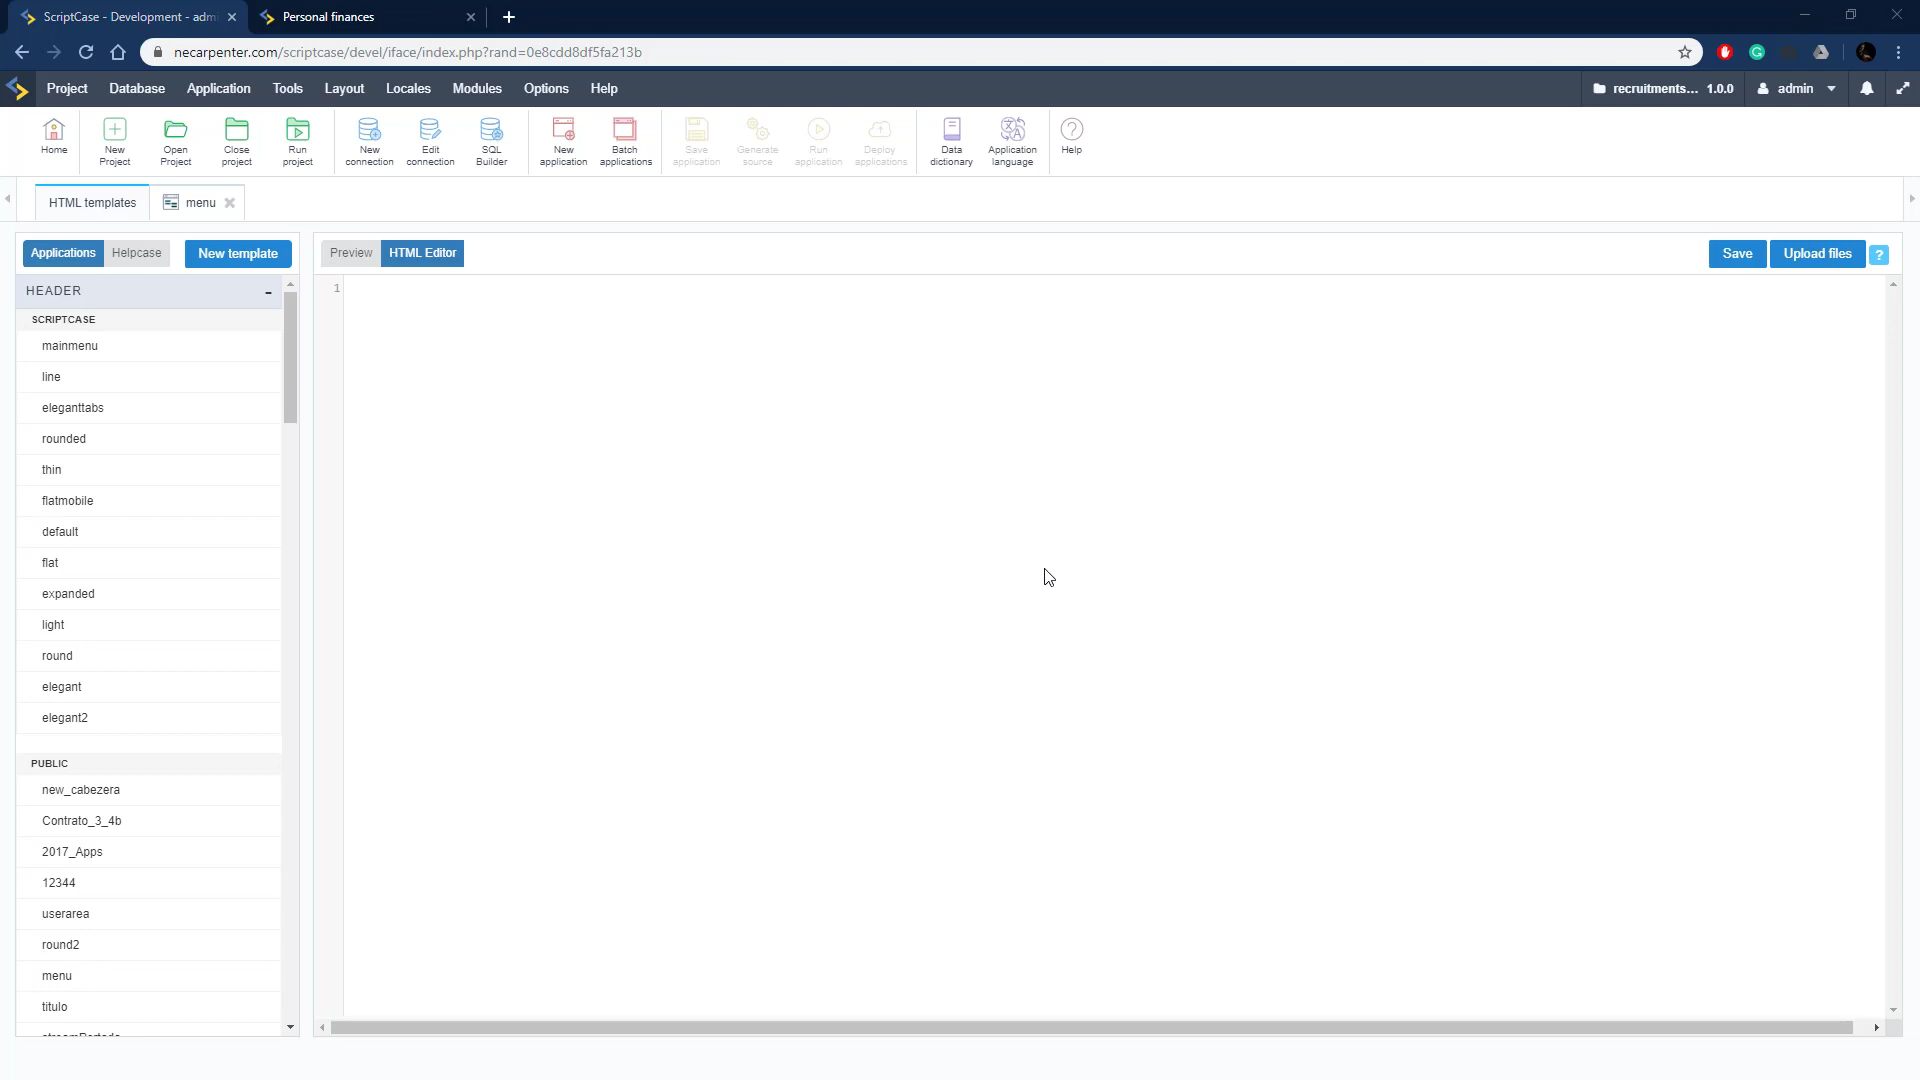 ScriptCase - Development - adm
Personal finances
necarpenter.com/scriptcase/devel/iface/index.php?rand=0e8cdd8df5fa213b
Project Database Application Tools Layout Locales Modules Options Help
recruitments... 1.0.0 admin
Home
New Project
Open Project
Close project
Run project
New connection
Edit connection
SQL Builder
New application
Batch applications
Save application
Generate source
Run application
Deploy applications
Data dictionary
Application language
Help
HTML templates menu
Applications Helpcase New template
Preview HTML Editor
Save Upload files ?
HEADER -
1
SCRIPTCASE
mainmenu
line
eleganttabs
rounded
thin
flatmobile
default
flat
expanded
light
round
elegant
elegant2
PUBLIC
new_cabezera
Contrato_3_4b
2017_Apps
12344
userarea
round2
menu
titulo